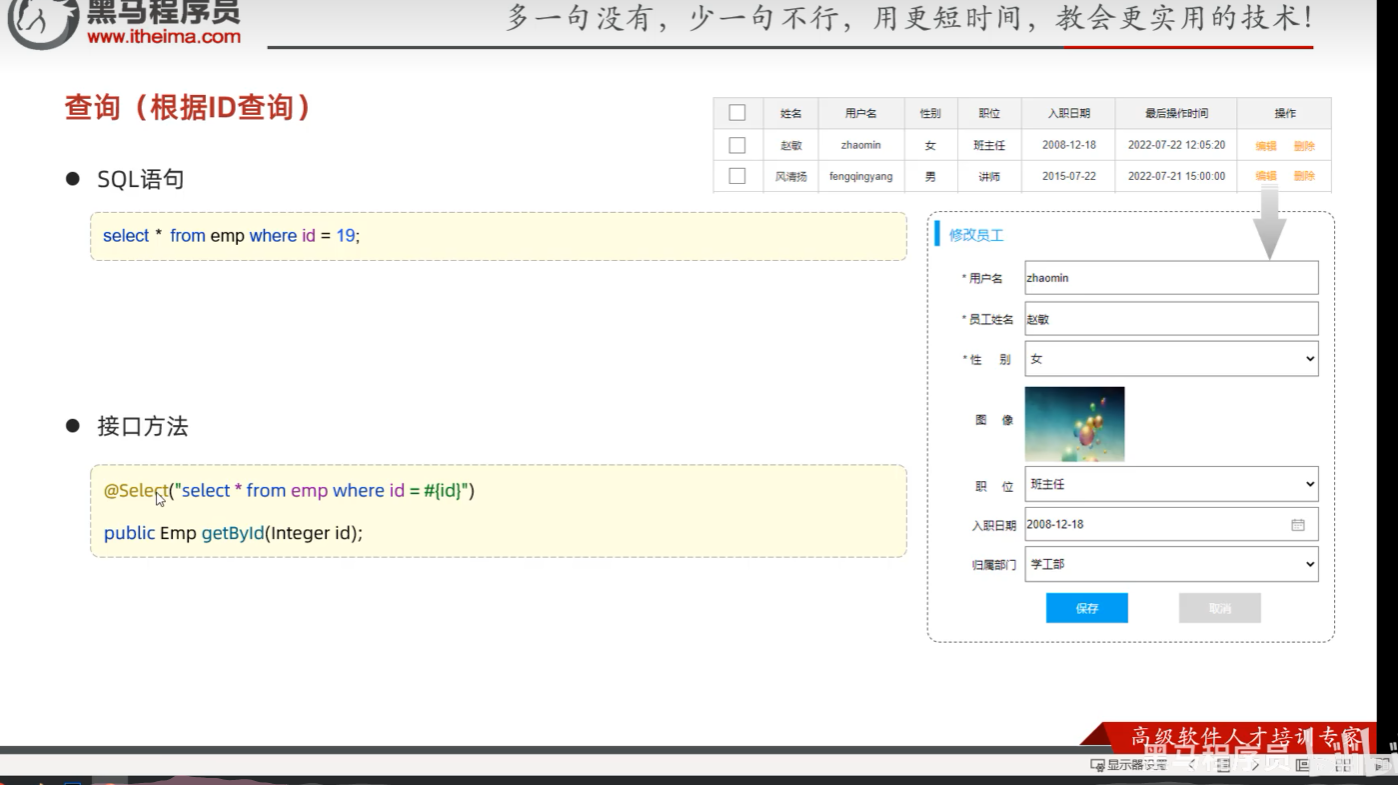 黑马程序员
www.itheima.com
多一句没有，少一句不行，用更短时间，教会更实用的技术！
查询（根据ID查询）
姓名 用户名 性别 职位 入职日期 最后操作时间 操作
赵敏 zhaomin 女 班主任 2008-12-18 2022-07-22 12:05:20 编辑 删除
风清扬 fengqingyang 男 讲师 2015-07-22 2022-07-21 15:00:00 编辑 删除
● SQL语句
select * from emp where id = 19;
修改员工
* 用户名 zhaomin
* 员工姓名 赵敏
* 性 别 女
图 像
职 位 班主任
入职日期 2008-12-18
归属部门 学工部
保存 取消
● 接口方法
@Select("select * from emp where id = #{id}")
public Emp getById(Integer id);
高级软件人才培训专家
黑马程序员
显示器设置